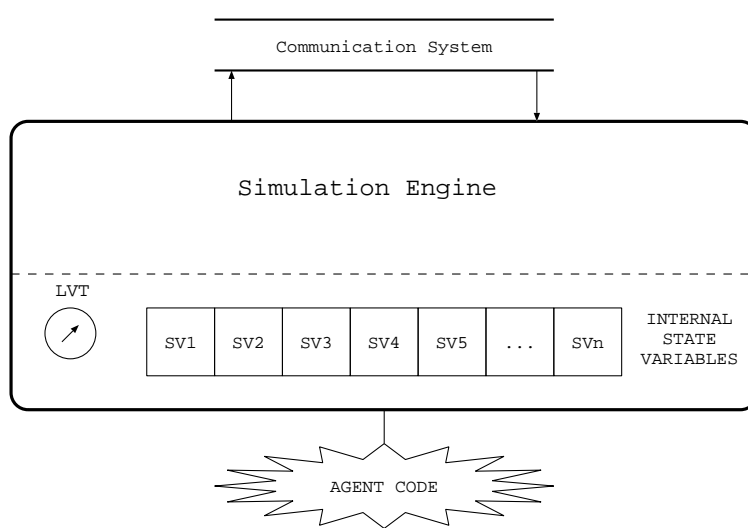 Communication System
Simulation Engine
LVT
SV1 SV2 SV3 SV4 SV5 ... SVn
INTERNAL
STATE
VARIABLES
AGENT CODE